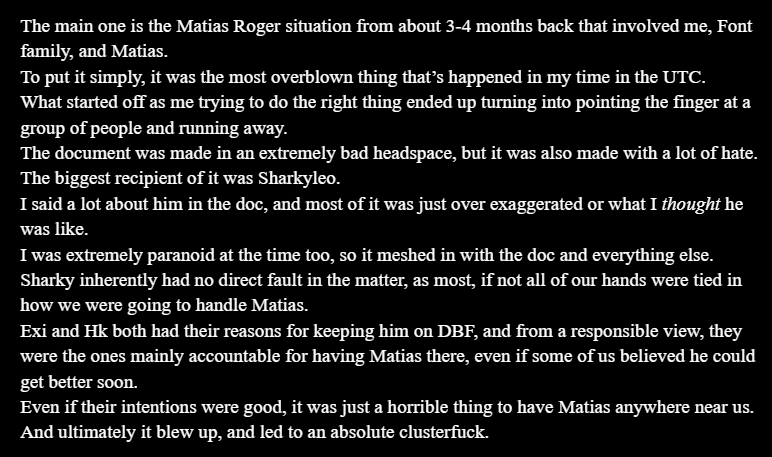 The main one is the Matias Roger situation from about 3-4 months back that involved me, Font
family, and Matias.
To put it simply, it was the most overblown thing that’s happened in my time in the UTC.
What started off as me trying to do the right thing ended up turning into pointing the finger at a
group of people and running away.
The document was made in an extremely bad headspace, but it was also made with a lot of hate.
The biggest recipient of it was Sharkyleo.
I said a lot about him in the doc, and most of it was just over exaggerated or what I thought he
was like.
I was extremely paranoid at the time too, so it meshed in with the doc and everything else.
Sharky inherently had no direct fault in the matter, as most, if not all of our hands were tied in
how we were going to handle Matias.
Exi and Hk both had their reasons for keeping him on DBF, and from a responsible view, they
were the ones mainly accountable for having Matias there, even if some of us believed he could
get better soon.
Even if their intentions were good, it was just a horrible thing to have Matias anywhere near us.
And ultimately it blew up, and led to an absolute clusterfuck.